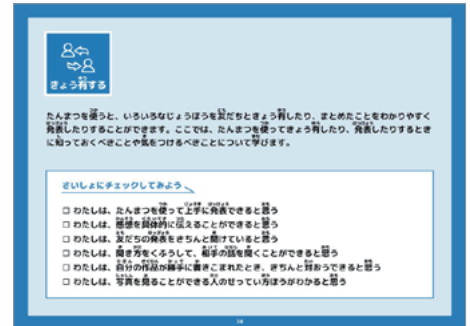 きょう有する
たんまつを使うと、いろいろなじょうほうを友だちときょう有したり、まとめたことをわかりやすく
発表したりすることができます。ここでは、たんまつを使ってきょう有したり、発表したりするとき
に知っておくべきことや気をつけるべきことについて学びます。
さいしょにチェックしてみよう
□ わたしは、たんまつを使って上手に発表できると思う
□ わたしは、感想を具体的に伝えることができると思う
□ わたしは、友だちの発表をきちんと聞けていると思う
□ わたしは、聞き方をくふうして、相手の話を聞くことができると思う
□ わたしは、自分の作品が勝手に書きこまれたとき、きちんと対おうできると思う
□ わたしは、写真を見ることができる人のせってい方ほうがわかると思う